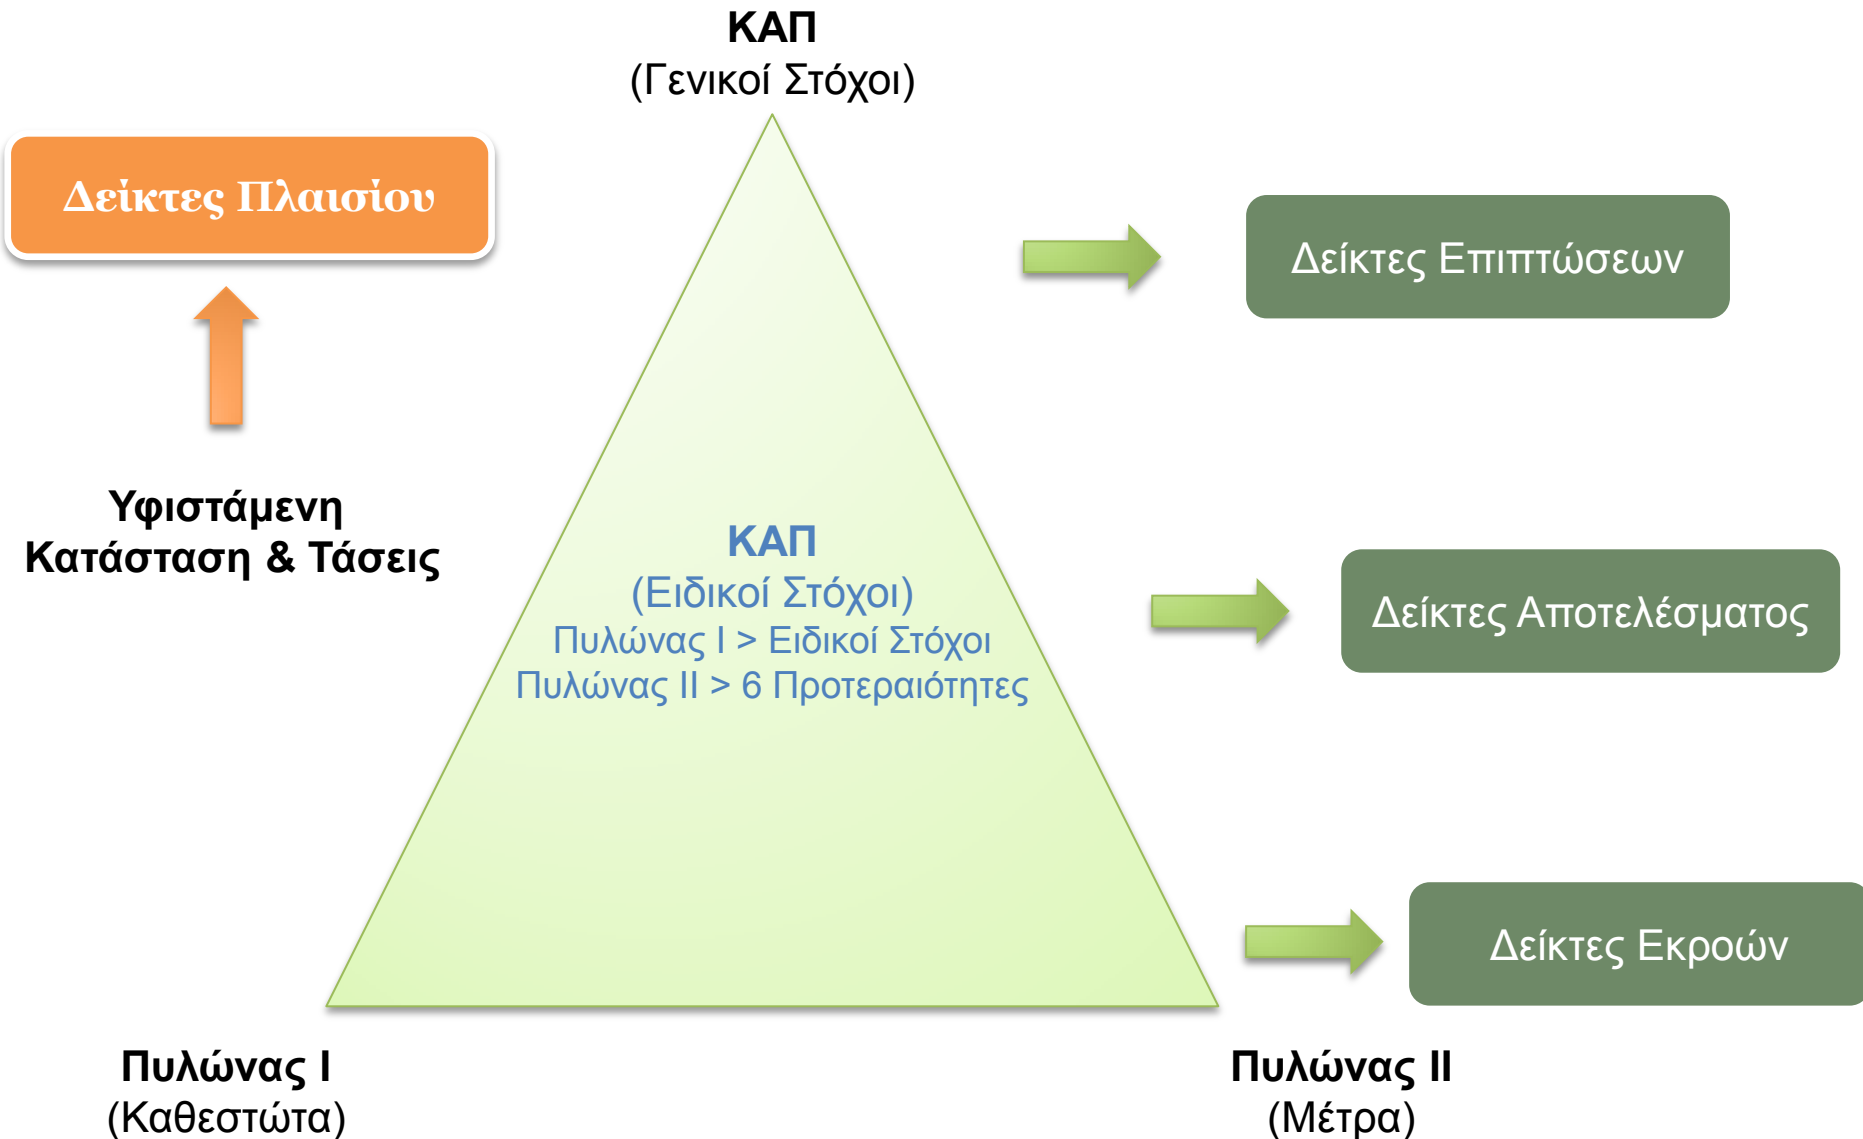 ΚΑΠ
(Γενικοί Στόχοι)
Δείκτες Πλαισίου
Δείκτες Επιπτώσεων
Υφιστάμενη
Κατάσταση & Τάσεις
ΚΑΠ
(Ειδικοί Στόχοι)
Πυλώνας Ι > Ειδικοί Στόχοι
Πυλώνας ΙΙ > 6 Προτεραιότητες
Δείκτες Αποτελέσματος
Δείκτες Εκροών
Πυλώνας Ι
(Καθεστώτα)
Πυλώνας ΙΙ
(Μέτρα)